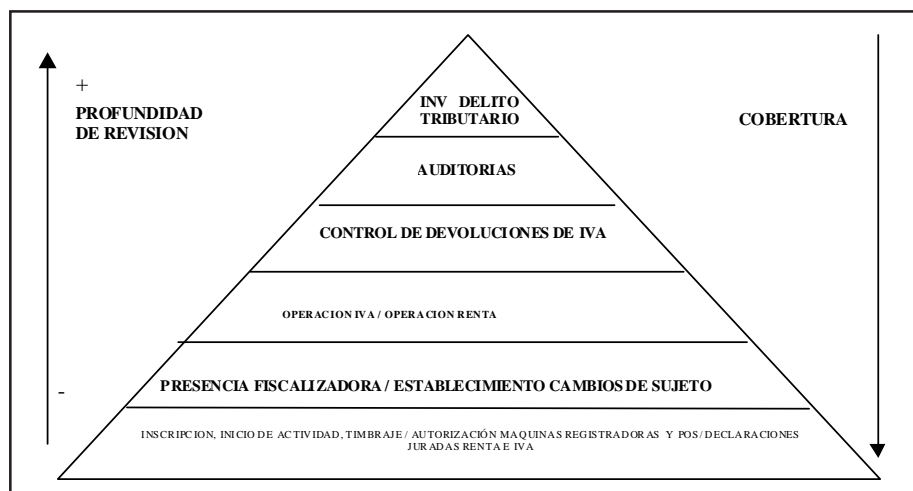 +
PROFUNDIDAD
DE REVISION
COBERTURA
INV DELITO
TRIBUTARIO
AUDITORIAS
CONTROL DE DEVOLUCIONES DE IVA
OPERACION IVA / OPERACION RENTA
-
PRESENCIA FISCALIZADORA / ESTABLECIMIENTO CAMBIOS DE SUJETO
INSCRIPCION, INICIO DE ACTIVIDAD, TIMBRAJE / AUTORIZACIÓN MAQUINAS REGISTRADORAS Y POS / DECLARACIONES
JURADAS RENTA E IVA